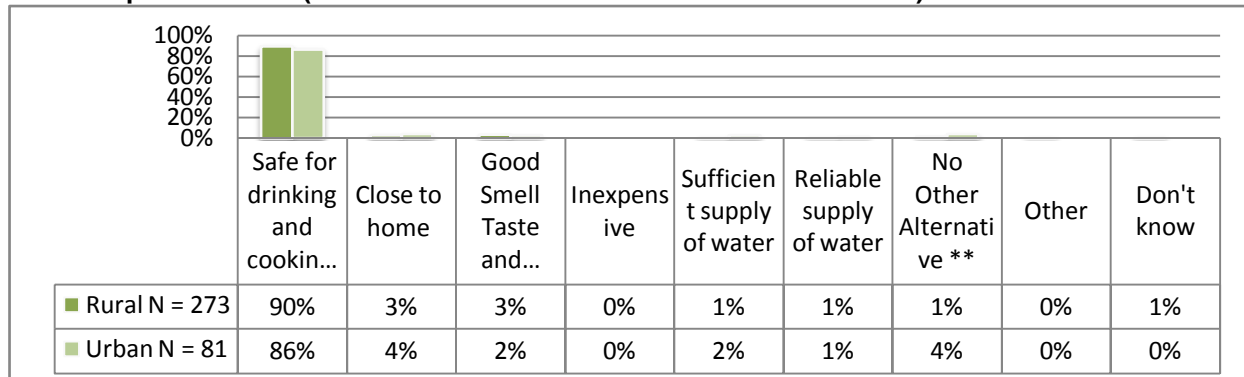 100%
80%
60%
40%
20%
0%
Safe for
drinking
and
cookin…
Close to
home
Good
Smell
Taste
and…
Inexpens
ive
Sufficien
t supply
of water
Reliable
supply
of water
No
Other
Alternati
ve **
Other
Don't
know
Rural N = 273 90% 3% 3% 0% 1% 1% 1% 0% 1%
Urban N = 81 86% 4% 2% 0% 2% 1% 4% 0% 0%